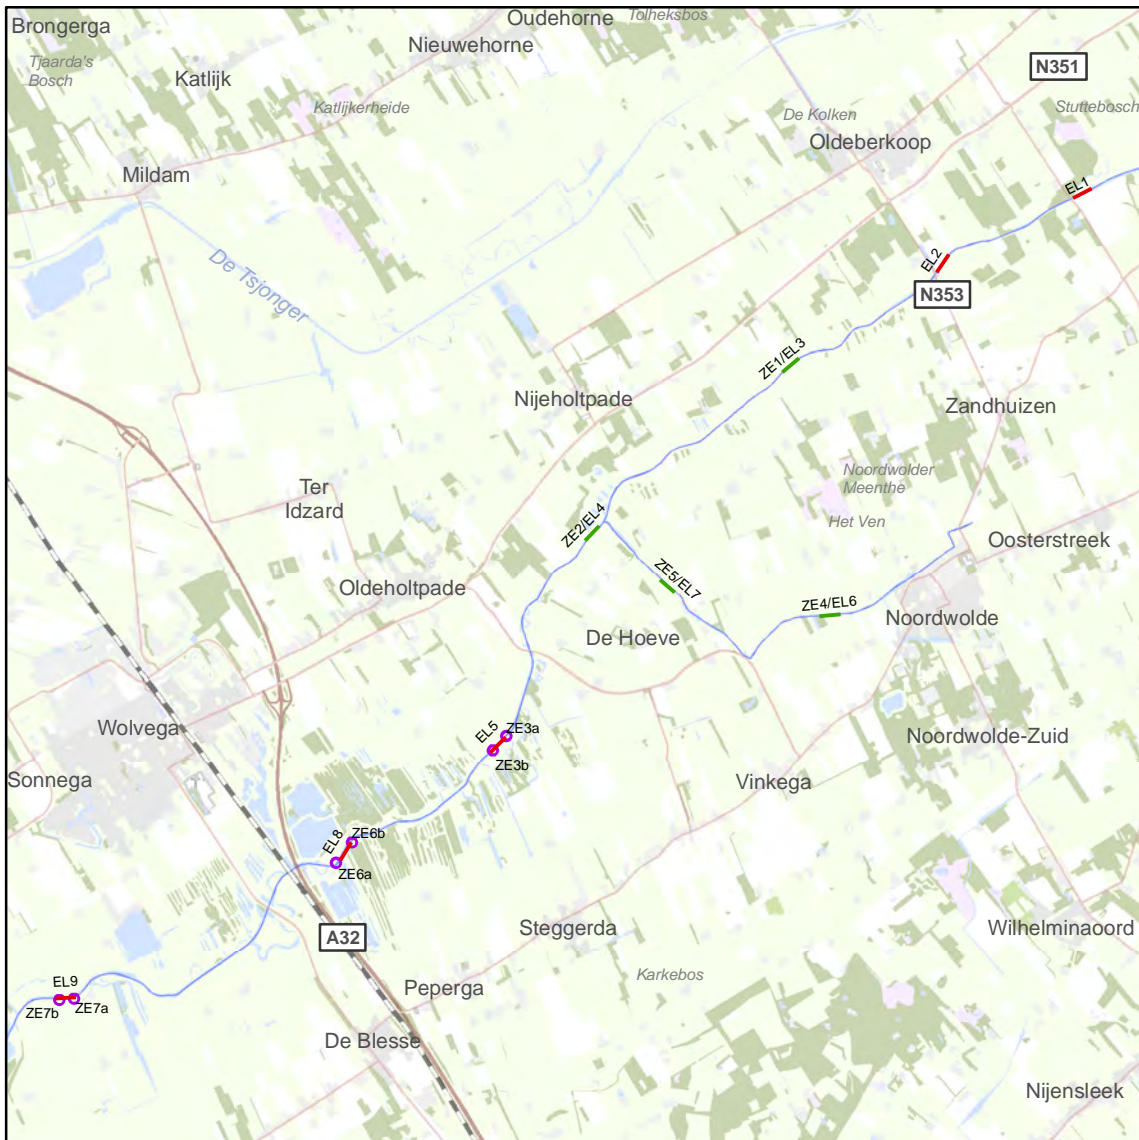 Brongerga
Oudehorne
Tolheksbos
Nieuwehorne
Tjaarda's
Bosch
Katlijk
N351
Katlijkerheide
De Kolken
Stuttebosch
Oldeberkoop
Mildam
EL1
De Tsjonger
EL2
N353
ZE1/EL3
Nijeholtpade
Zandhuizen
Noordwolder
Meenthe
Ter
Idzard
Het Ven
ZE2/EL4
Oosterstreek
Oldeholtpade
ZE5/EL7
ZE4/EL6
De Hoeve
Noordwolde
Wolvega
EL5
ZE3a
ZE3b
Noordwolde-Zuid
Sonnega
Vinkega
EL8
ZE6b
ZE6a
A32
Steggerda
Wilhelminaoord
Karkebos
EL9
ZE7b
ZE7a
Peperga
De Blesse
Nijensleek